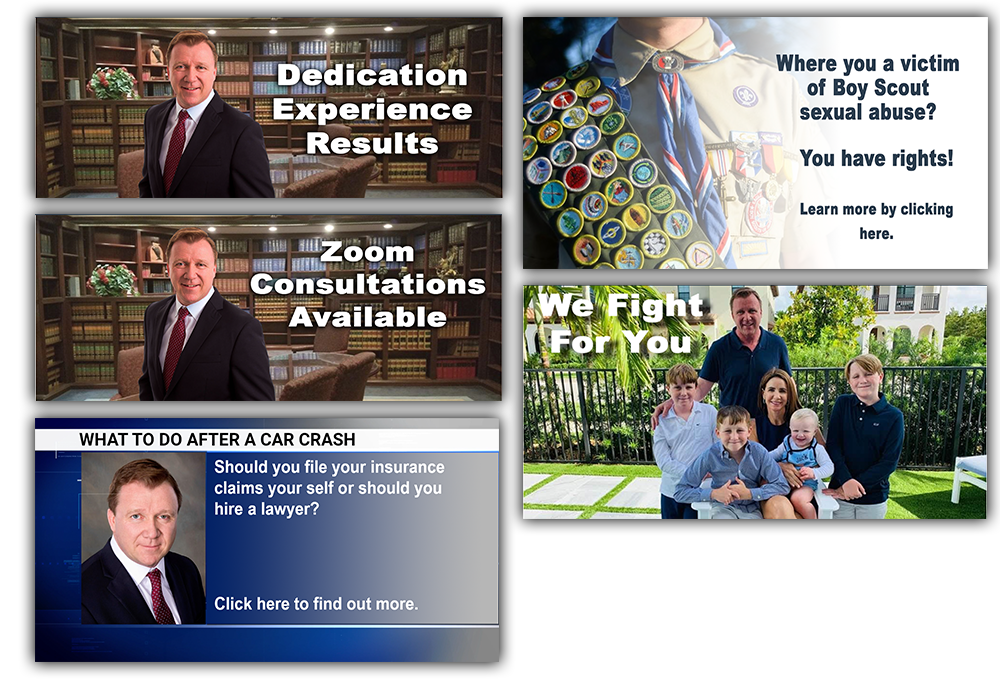 Dedication
Experience
Results
Zoom
Consultations
Available
WHAT TO DO AFTER A CAR CRASH
Should you file your insurance
claims your self or should you
hire a lawyer?
Click here to find out more.
Where you a victim
of Boy Scout
sexual abuse?
You have rights!
Learn more by clicking
here.
We Fight
For You